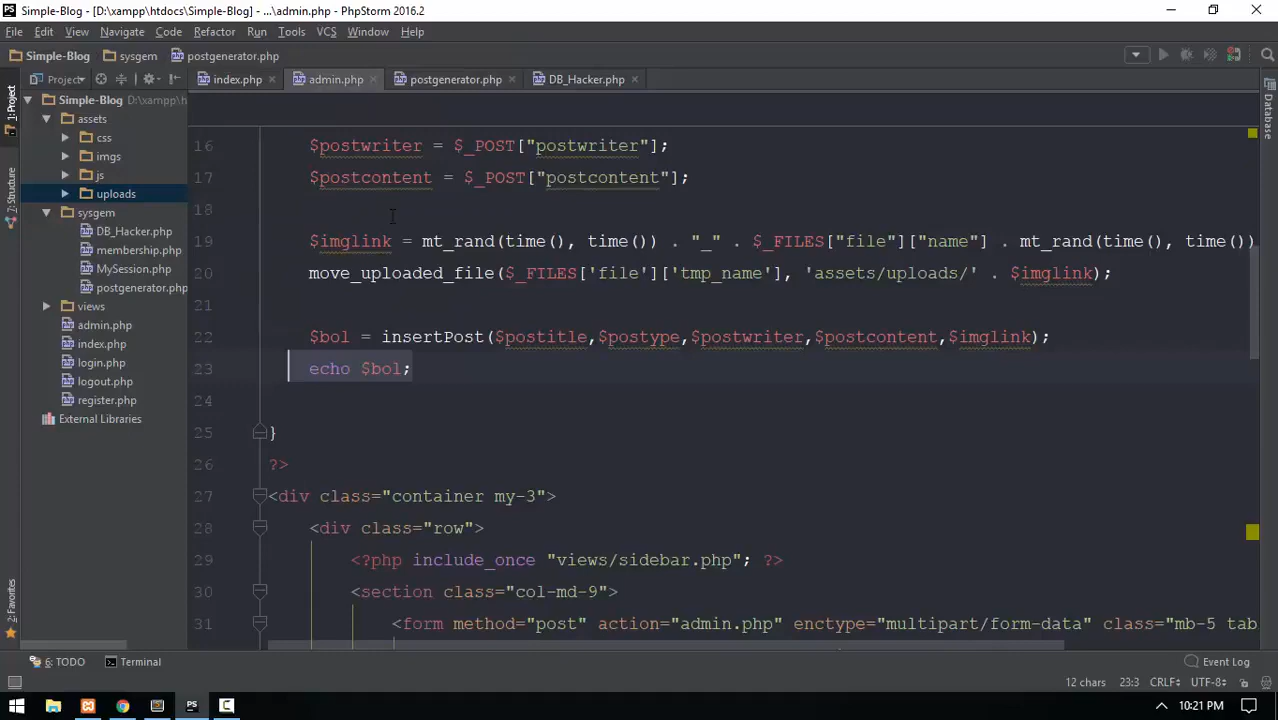 Simple-Blog - [D:\xampp\htdocs\Simple-Blog] - ...\admin.php - PhpStorm 2016.2
File Edit View Navigate Code Refactor Run Tools VCS Window Help
Simple-Blog sysgem postgenerator.php
Project index.php admin.php postgenerator.php DB_Hacker.php
1: Project
7: Structure
2: Favorites
Database
Simple-Blog D:\xampp\h
assets
css
imgs
js
uploads
sysgem
DB_Hacker.php
membership.php
MySession.php
postgenerator.php
views
admin.php
index.php
login.php
logout.php
register.php
External Libraries
16 $postwriter = $_POST["postwriter"];
17 $postcontent = $_POST["postcontent"];
18
19 $imglink = mt_rand(time(), time()) . "_" . $_FILES["file"]["name"] . mt_rand(time(), time())
20 move_uploaded_file($_FILES['file']['tmp_name'], 'assets/uploads/' . $imglink);
21
22 $bol = insertPost($postitle,$postype,$postwriter,$postcontent,$imglink);
23 echo $bol;
24
25 }
26 ?>
27 <div class="container my-3">
28 <div class="row">
29 <?php include_once "views/sidebar.php"; ?>
30 <section class="col-md-9">
31 <form method="post" action="admin.php" enctype="multipart/form-data" class="mb-5 tab
6: TODO Terminal Event Log
12 chars 23:3 CRLF÷ UTF-8÷
10:21 PM